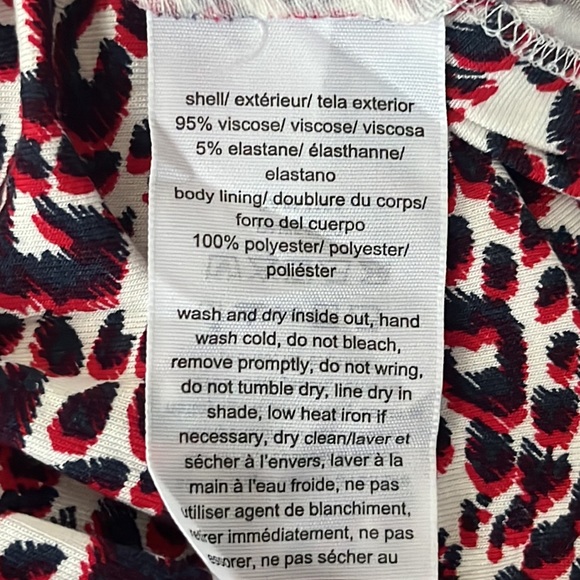 shell/ extérieur/ tela exterior
95% viscose/ viscose/ viscosa
5% elastane/ élasthanne/
elastano
body lining/ doublure du corps/
forro del cuerpo
100% polyester/ polyester/
poliéster
wash and dry inside out, hand
wash cold, do not bleach,
remove promptly, do not wring,
do not tumble dry, line dry in
shade, low heat iron if
necessary, dry clean/laver et
sécher à l'envers, laver à la
main à l'eau froide, ne pas
utiliser agent de blanchiment,
retirer immédiatement, ne pas
essorer, ne pas sécher au